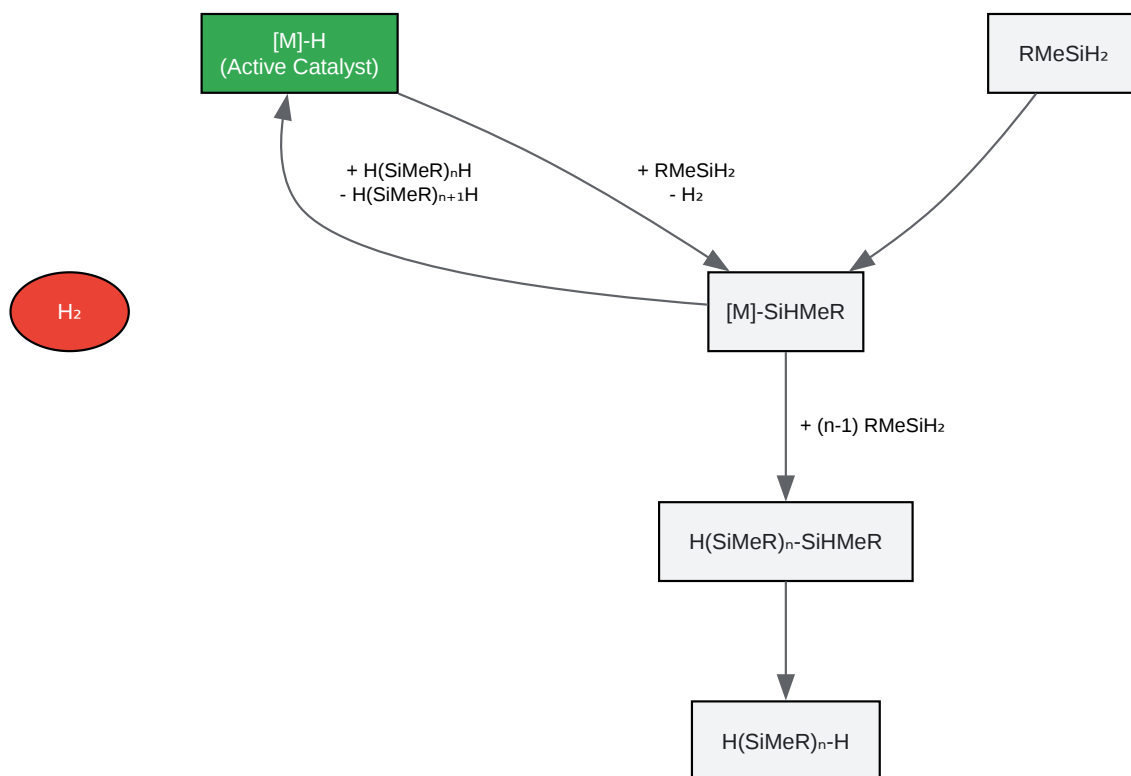 [M]-H
(Active Catalyst)
RMeSiH₂
+ H(SiMeR)ₙH
- H(SiMeR)ₙ₊₁H
+ RMeSiH₂
- H₂
H₂
[M]-SiHMeR
+ (n-1) RMeSiH₂
H(SiMeR)ₙ-SiHMeR
H(SiMeR)ₙ-H